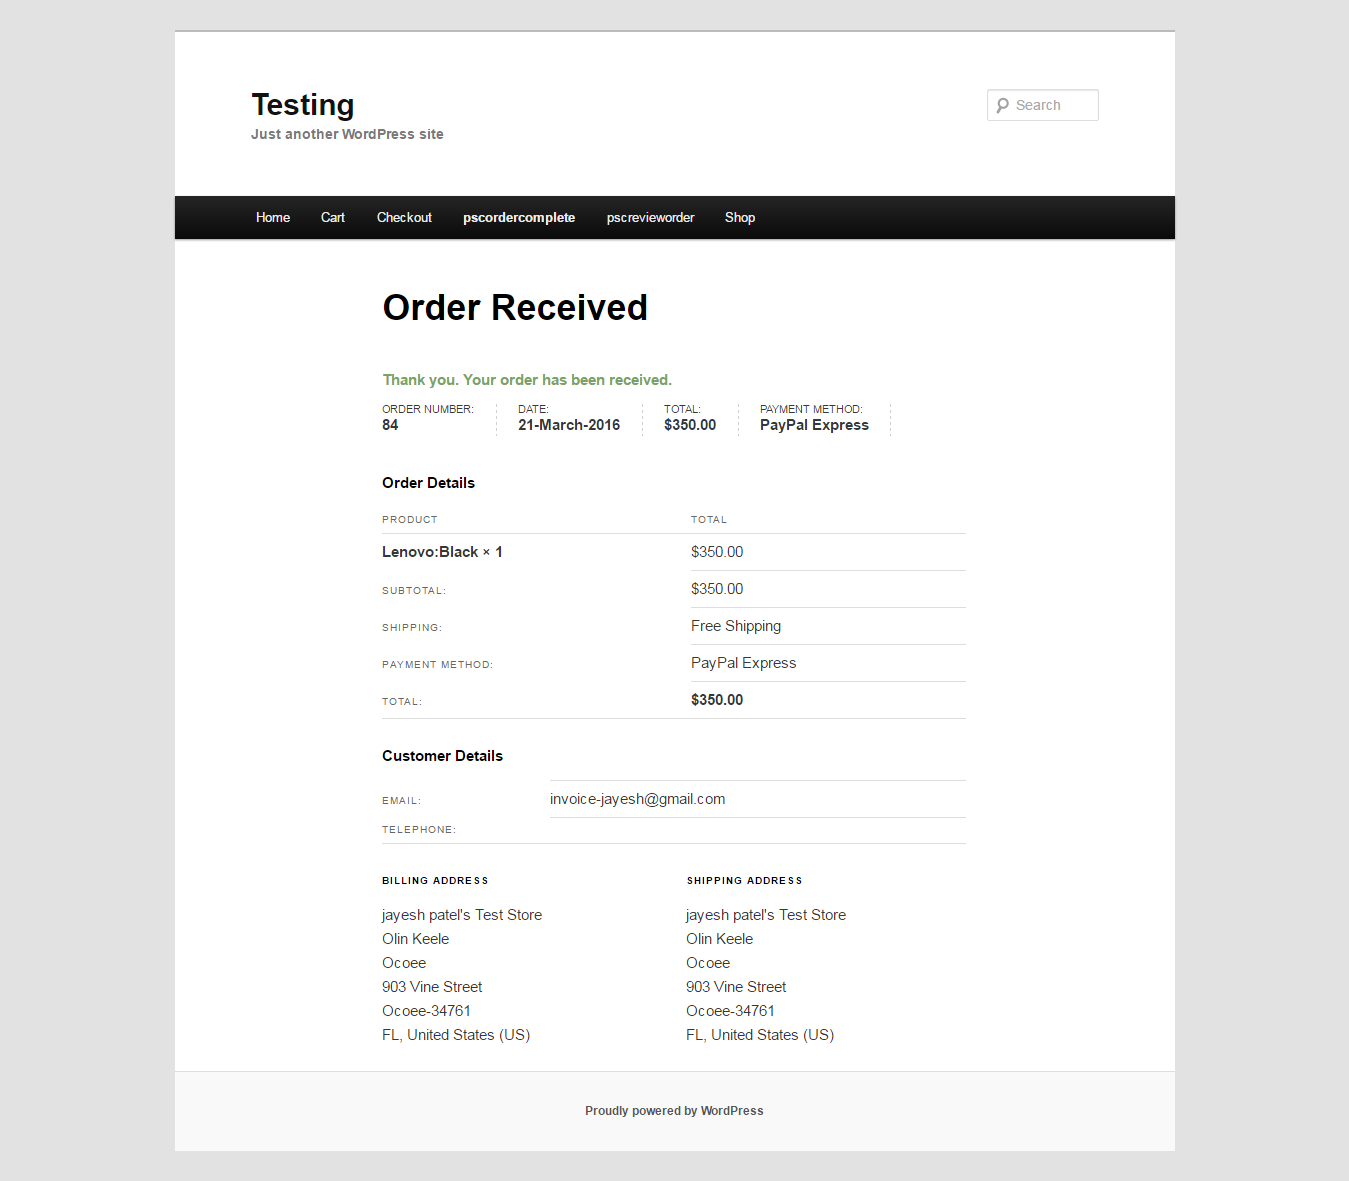 Testing
Just another WordPress site
Search
Home Cart Checkout pscordercomplete pscrevieworder Shop
Order Received
Thank you. Your order has been received.
ORDER NUMBER: DATE: TOTAL: PAYMENT METHOD:
84 21-March-2016 $350.00 PayPal Express
Order Details
PRODUCT TOTAL
Lenovo:Black × 1 $350.00
SUBTOTAL: $350.00
SHIPPING: Free Shipping
PAYMENT METHOD: PayPal Express
TOTAL: $350.00
Customer Details
EMAIL: invoice-jayesh@gmail.com
TELEPHONE:
BILLING ADDRESS SHIPPING ADDRESS
jayesh patel's Test Store jayesh patel's Test Store
Olin Keele Olin Keele
Ocoee Ocoee
903 Vine Street 903 Vine Street
Ocoee-34761 Ocoee-34761
FL, United States (US) FL, United States (US)
Proudly powered by WordPress